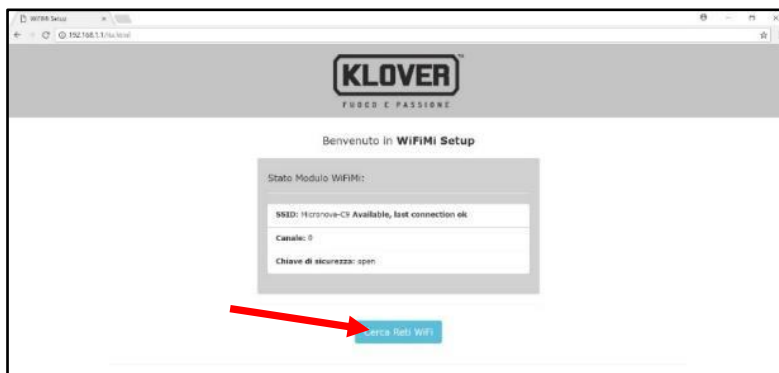 WiFiMi Setup
192.168.1.1/
KLOVER
FUOCO E PASSIONE
Benvenuto in WiFiMi Setup
Stato Modulo WiFiMi:
SSID: Micronova-C9 Available, last connection ok
Canale: 0
Chiave di sicurezza: open
Cerca Reti WiFi